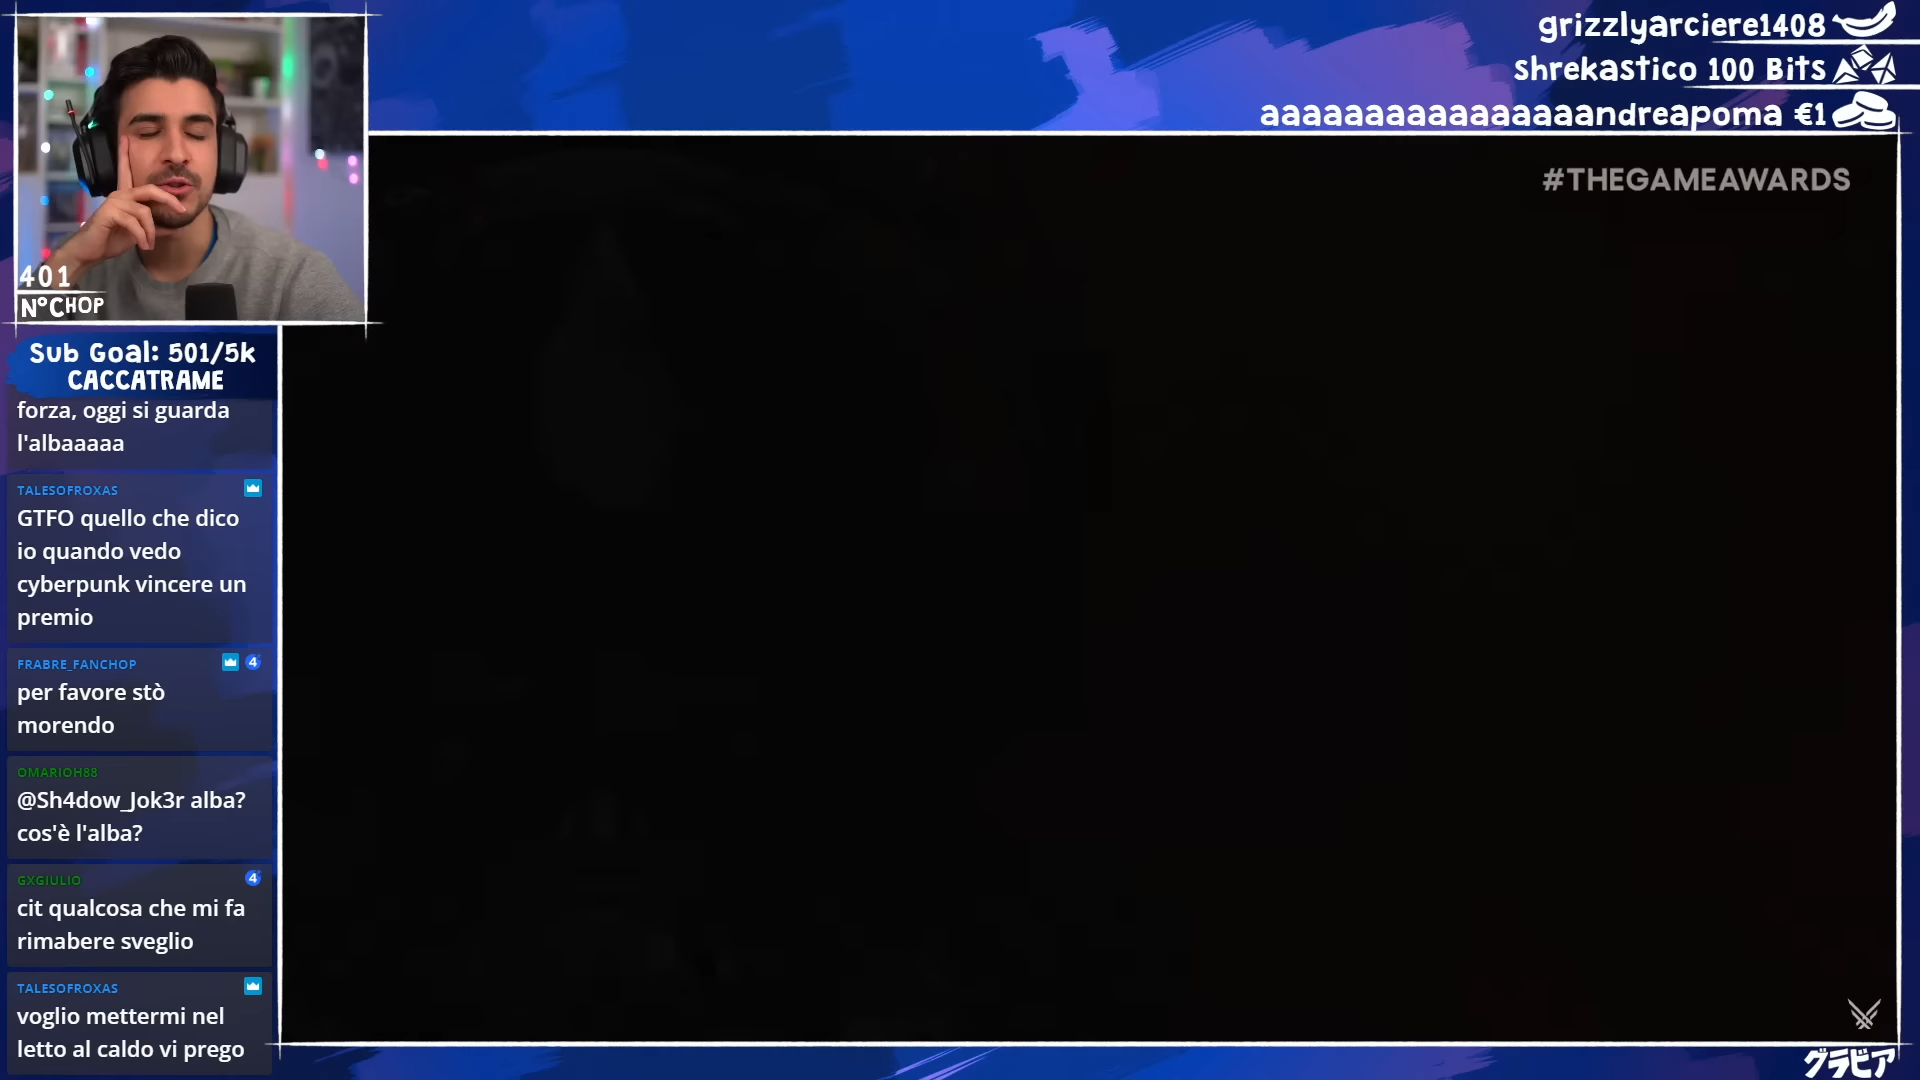 grizzlyarciere1408
shrekastico 100 Bits
aaaaaaaaaaaaaaaaandreapoma €1
#THEGAMEAWARDS
401
N°CHOP
Sub Goal: 501/5k
CACCATRAME
forza, oggi si guarda
l'albaaaaa
TALESOFROXAS
GTFO quello che dico
io quando vedo
cyberpunk vincere un
premio
FRABRE_FANCHOP 4
per favore stò
morendo
OMARIOH88
@Sh4dow_Jok3r alba?
cos'è l'alba?
GXGIULIO 4
cit qualcosa che mi fa
rimabere sveglio
TALESOFROXAS
voglio mettermi nel
letto al caldo vi prego
グラビア